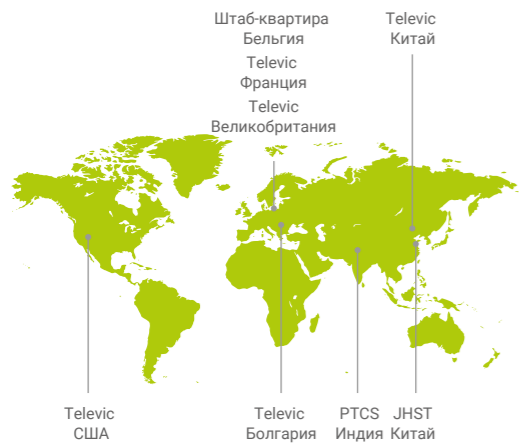 Штаб-квартира
Бельгия
Televic
Франция
Televic
Великобритания
Televic
Китай
Televic
США
Televic
Болгария
PTCS
Индия
JHST
Китай